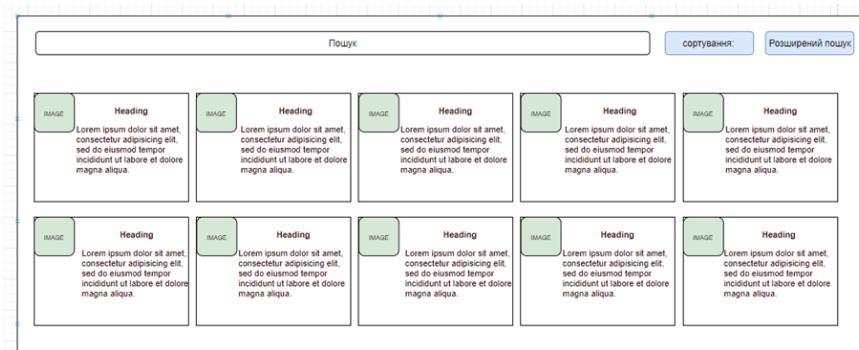 Пошук
сортування:
Розширений пошук
IMAGE
Heading
Lorem ipsum dolor sit amet,
consectetur adipisicing elit,
sed do eiusmod tempor
incididunt ut labore et dolore
magna aliqua.
IMAGE
Heading
Lorem ipsum dolor sit amet,
consectetur adipisicing elit,
sed do eiusmod tempor
incididunt ut labore et dolore
magna aliqua.
IMAGE
Heading
Lorem ipsum dolor sit amet,
consectetur adipisicing elit,
sed do eiusmod tempor
incididunt ut labore et dolore
magna aliqua.
IMAGE
Heading
Lorem ipsum dolor sit amet,
consectetur adipisicing elit,
sed do eiusmod tempor
incididunt ut labore et dolore
magna aliqua.
IMAGE
Heading
Lorem ipsum dolor sit amet,
consectetur adipisicing elit,
sed do eiusmod tempor
incididunt ut labore et dolore
magna aliqua.
IMAGE
Heading
Lorem ipsum dolor sit amet,
consectetur adipisicing elit,
sed do eiusmod tempor
incididunt ut labore et dolore
magna aliqua.
IMAGE
Heading
Lorem ipsum dolor sit amet,
consectetur adipisicing elit,
sed do eiusmod tempor
incididunt ut labore et dolore
magna aliqua.
IMAGE
Heading
Lorem ipsum dolor sit amet,
consectetur adipisicing elit,
sed do eiusmod tempor
incididunt ut labore et dolore
magna aliqua.
IMAGE
Heading
Lorem ipsum dolor sit amet,
consectetur adipisicing elit,
sed do eiusmod tempor
incididunt ut labore et dolore
magna aliqua.
IMAGE
Heading
Lorem ipsum dolor sit amet,
consectetur adipisicing elit,
sed do eiusmod tempor
incididunt ut labore et dolore
magna aliqua.